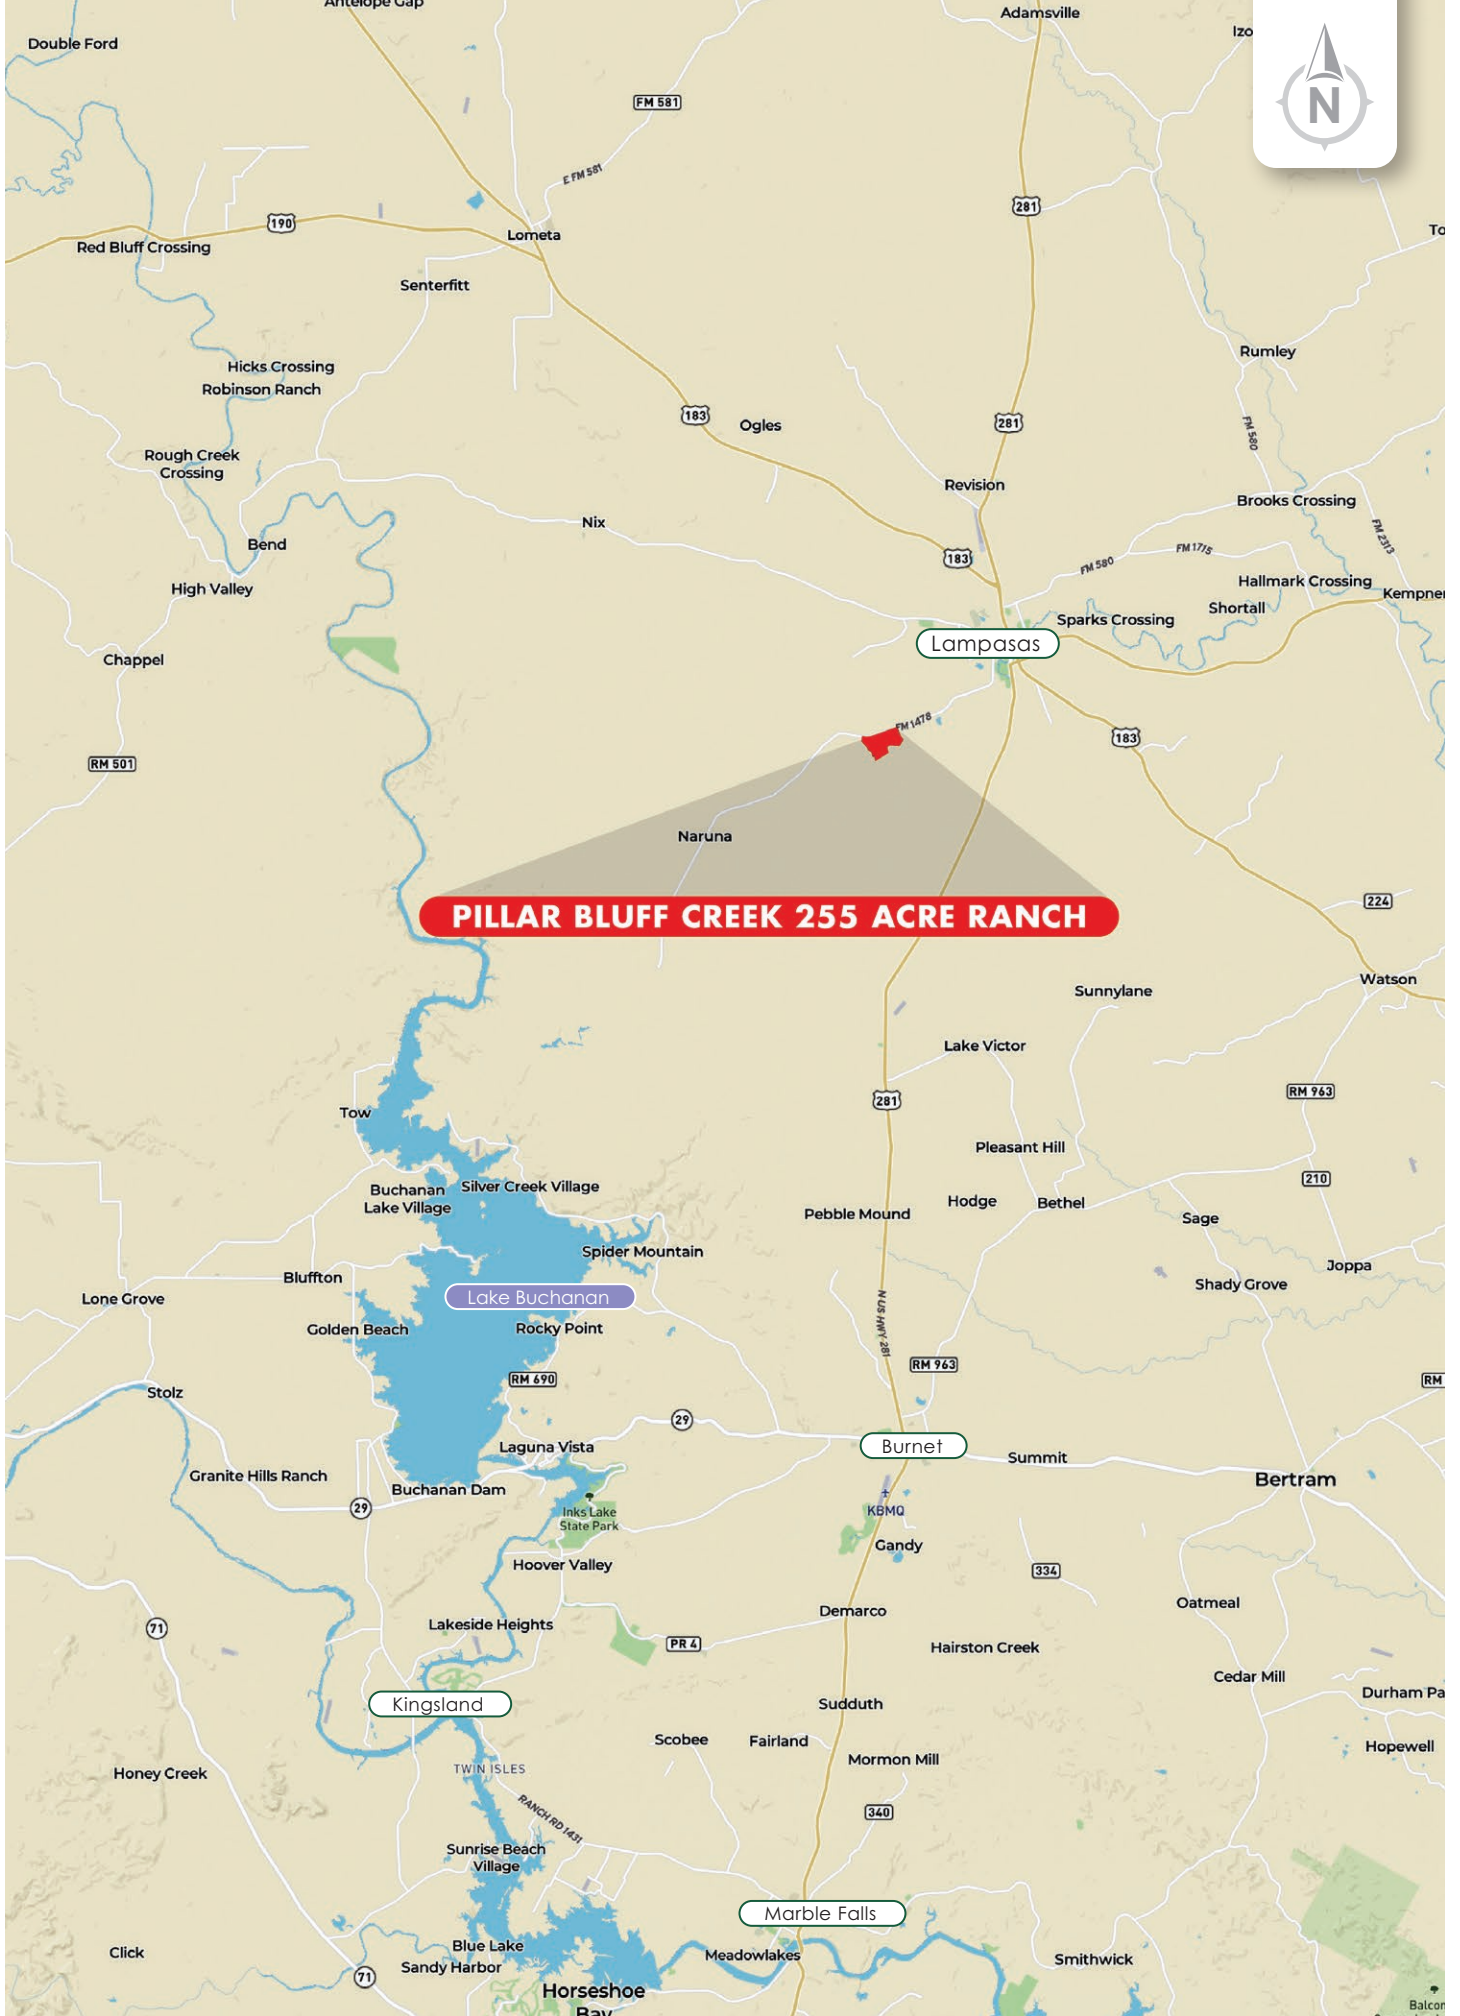 Antelope Gap
Adamsville
Double Ford
Izo
N
FM 581
E FM 581
281
190
To
Red Bluff Crossing
Lometa
Senterfitt
Rumley
Hicks Crossing
Robinson Ranch
183
Ogles
281
FM 580
Rough Creek
Crossing
Revision
Brooks Crossing
Nix
FM 2313
Bend
183
FM 1715
FM 580
High Valley
Hallmark Crossing
Kempner
Shortall
Sparks Crossing
Lampasas
Chappel
FM 1478
183
RM 501
Naruna
224
PILLAR BLUFF CREEK 255 ACRE RANCH
Watson
Sunnylane
Lake Victor
RM 963
281
Tow
Pleasant Hill
210
Buchanan
Lake Village
Silver Creek Village
Hodge
Bethel
Pebble Mound
Sage
Spider Mountain
Joppa
Bluffton
Shady Grove
Lake Buchanan
Lone Grove
N US HWY 281
Golden Beach
Rocky Point
RM 963
RM 690
RM
Stolz
29
Laguna Vista
Burnet
Summit
Granite Hills Ranch
Bertram
Buchanan Dam
29
Inks Lake
State Park
KBMQ
Gandy
Hoover Valley
334
Oatmeal
Demarco
71
Lakeside Heights
PR 4
Hairston Creek
Cedar Mill
Durham Pa
Kingsland
Sudduth
Scobee
Fairland
Hopewell
Mormon Mill
Honey Creek
TWIN ISLES
RANCH RD 1431
340
Sunrise Beach
Village
Marble Falls
Blue Lake
Click
Meadowlakes
Smithwick
Sandy Harbor
71
Horseshoe
Bay
Balcon